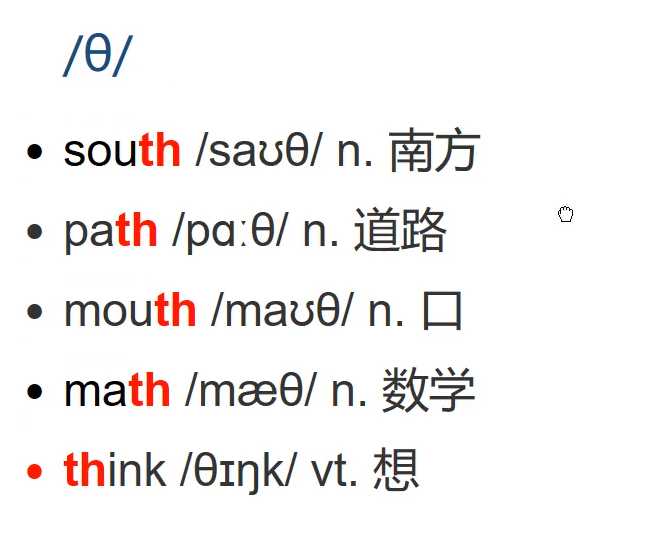 /θ/
• south /saʊθ/ n. 南方
• path /pɑːθ/ n. 道路
• mouth /maʊθ/ n. 口
• math /mæθ/ n. 数学
• think /θɪŋk/ vt. 想